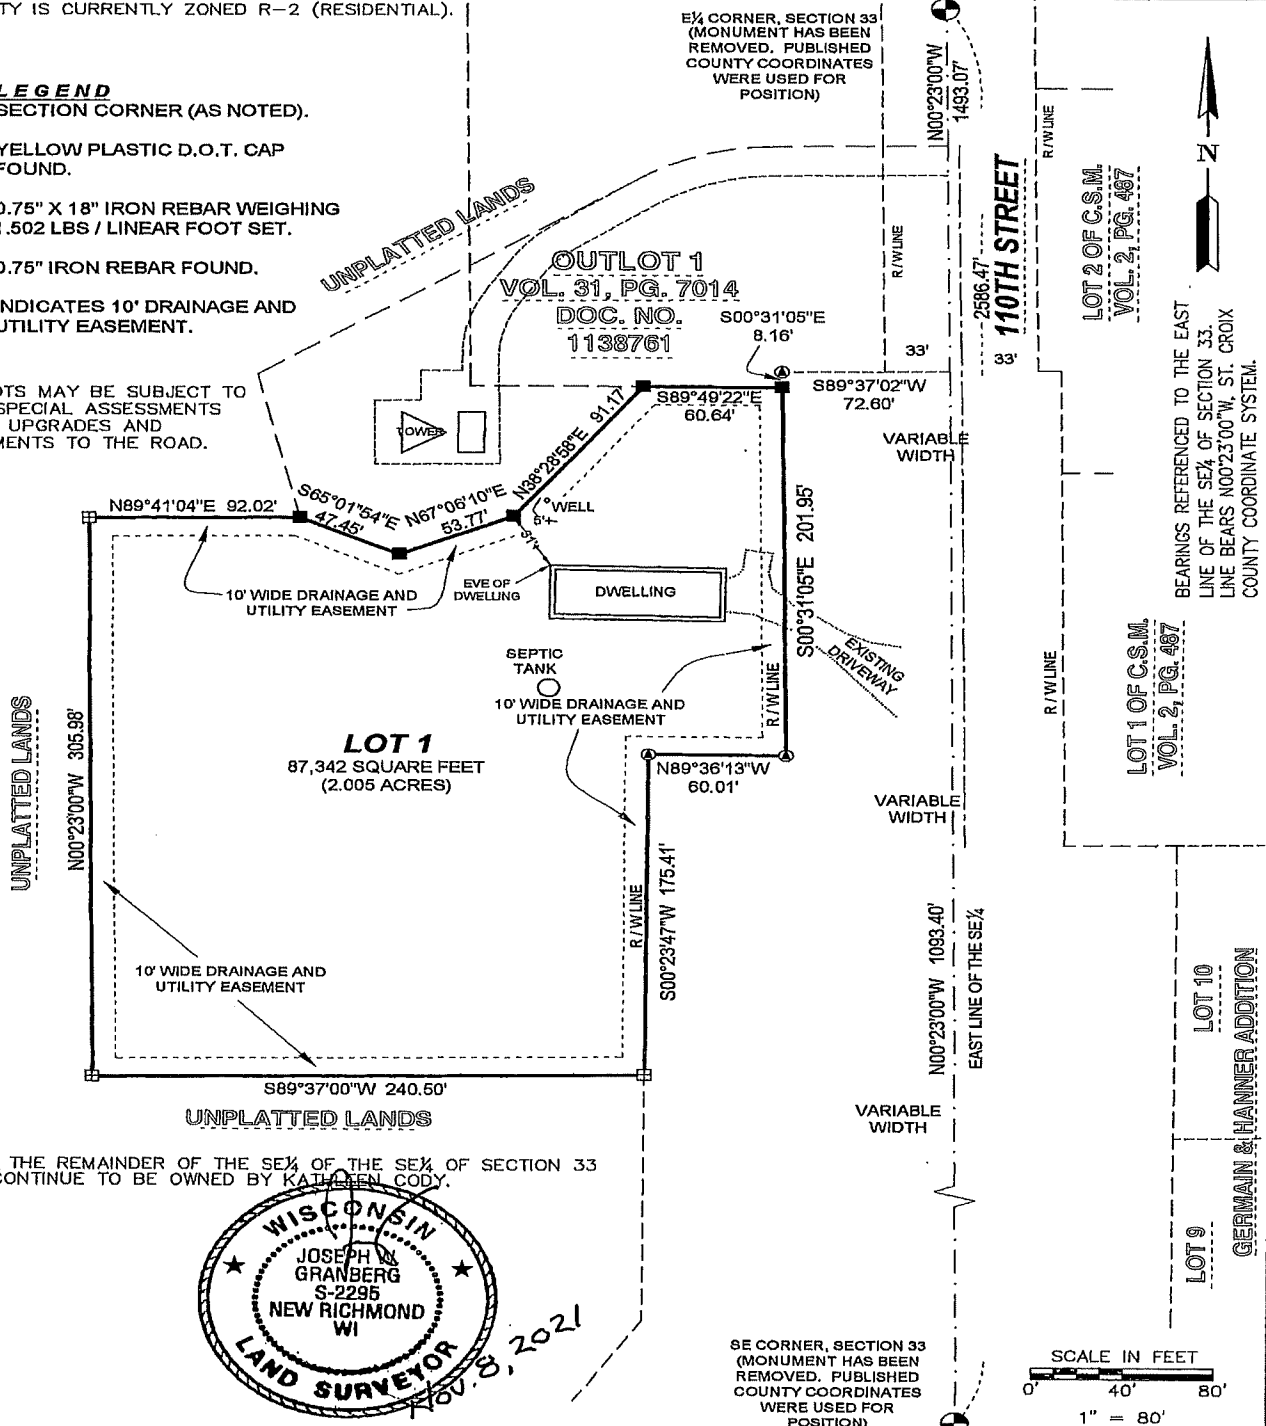 TY IS CURRENTLY ZONED R-2 (RESIDENTIAL).
LEGEND
SECTION CORNER (AS NOTED).
YELLOW PLASTIC D.O.T. CAP
FOUND.
0.75" X 18" IRON REBAR WEIGHING
1.502 LBS / LINEAR FOOT SET.
0.75" IRON REBAR FOUND.
INDICATES 10' DRAINAGE AND
UTILITY EASEMENT.
OTS MAY BE SUBJECT TO
SPECIAL ASSESSMENTS
UPGRADES AND
MENTS TO THE ROAD.
E¼ CORNER, SECTION 33
(MONUMENT HAS BEEN
REMOVED. PUBLISHED
COUNTY COORDINATES
WERE USED FOR
POSITION)
N00°23'00"W
1493.07'
R / W LINE
N
110TH STREET
2586.47'
LOT 2 OF C.S.M.
VOL. 2, PG. 487
UNPLATTED LANDS
OUTLOT 1
VOL. 31, PG. 7014
DOC. NO.
1138761
R/W LINE
S00°31'05"E
8.16'
33'
33'
S89°37'02"W
72.60'
S89°49'22"E
60.64'
VARIABLE
WIDTH
BEARINGS REFERENCED TO THE EAST
LINE OF THE SE¼ OF SECTION 33.
LINE BEARS N00°23'00"W, ST. CROIX
COUNTY COORDINATE SYSTEM.
TOWER
N38°28'58"E 91.17'
N89°41'04"E 92.02'
S65°01'54"E
47.45'
N67°06'10"E
53.77'
WELL
5'±
51'±
EVE OF
DWELLING
DWELLING
10' WIDE DRAINAGE AND
UTILITY EASEMENT
S00°31'05"E 201.95'
EXISTING
DRIVEWAY
SEPTIC
TANK
10' WIDE DRAINAGE AND
UTILITY EASEMENT
R / W LINE
R / W LINE
LOT 1 OF C.S.M.
VOL. 2, PG. 487
UNPLATTED LANDS
N00°23'00"W 305.98'
LOT 1
87,342 SQUARE FEET
(2.005 ACRES)
N89°36'13"W
60.01'
VARIABLE
WIDTH
R / W LINE
S00°23'47"W 175.41'
10' WIDE DRAINAGE AND
UTILITY EASEMENT
N00°23'00"W 1093.40'
EAST LINE OF THE SE¼
LOT 10
GERMAIN & HANNER ADDITION
S89°37'00"W 240.50'
UNPLATTED LANDS
VARIABLE
WIDTH
THE REMAINDER OF THE SE¼ OF THE SE¼ OF SECTION 33
CONTINUE TO BE OWNED BY KATHLEEN CODY.
LOT 9
WISCONSIN
JOSEPH W.
GRANBERG
S-2295
NEW RICHMOND
WI
LAND SURVEYOR
Nov. 8, 2021
SE CORNER, SECTION 33
(MONUMENT HAS BEEN
REMOVED. PUBLISHED
COUNTY COORDINATES
WERE USED FOR
POSITION)
SCALE IN FEET
0' 40' 80'
1" = 80'